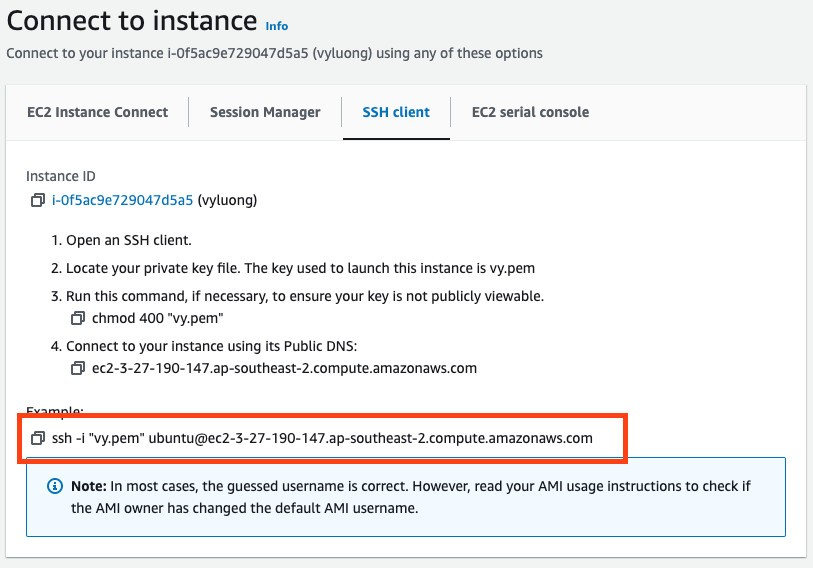 Connect to instance Info
Connect to your instance i-0f5ac9e729047d5a5 (vyluong) using any of these options
EC2 Instance Connect
Session Manager
SSH client
EC2 serial console
Instance ID
i-0f5ac9e729047d5a5 (vyluong)
1. Open an SSH client.
2. Locate your private key file. The key used to launch this instance is vy.pem
3. Run this command, if necessary, to ensure your key is not publicly viewable.
chmod 400 "vy.pem"
4. Connect to your instance using its Public DNS:
ec2-3-27-190-147.ap-southeast-2.compute.amazonaws.com
Example:
ssh -i "vy.pem" ubuntu@ec2-3-27-190-147.ap-southeast-2.compute.amazonaws.com
Note: In most cases, the guessed username is correct. However, read your AMI usage instructions to check if
the AMI owner has changed the default AMI username.